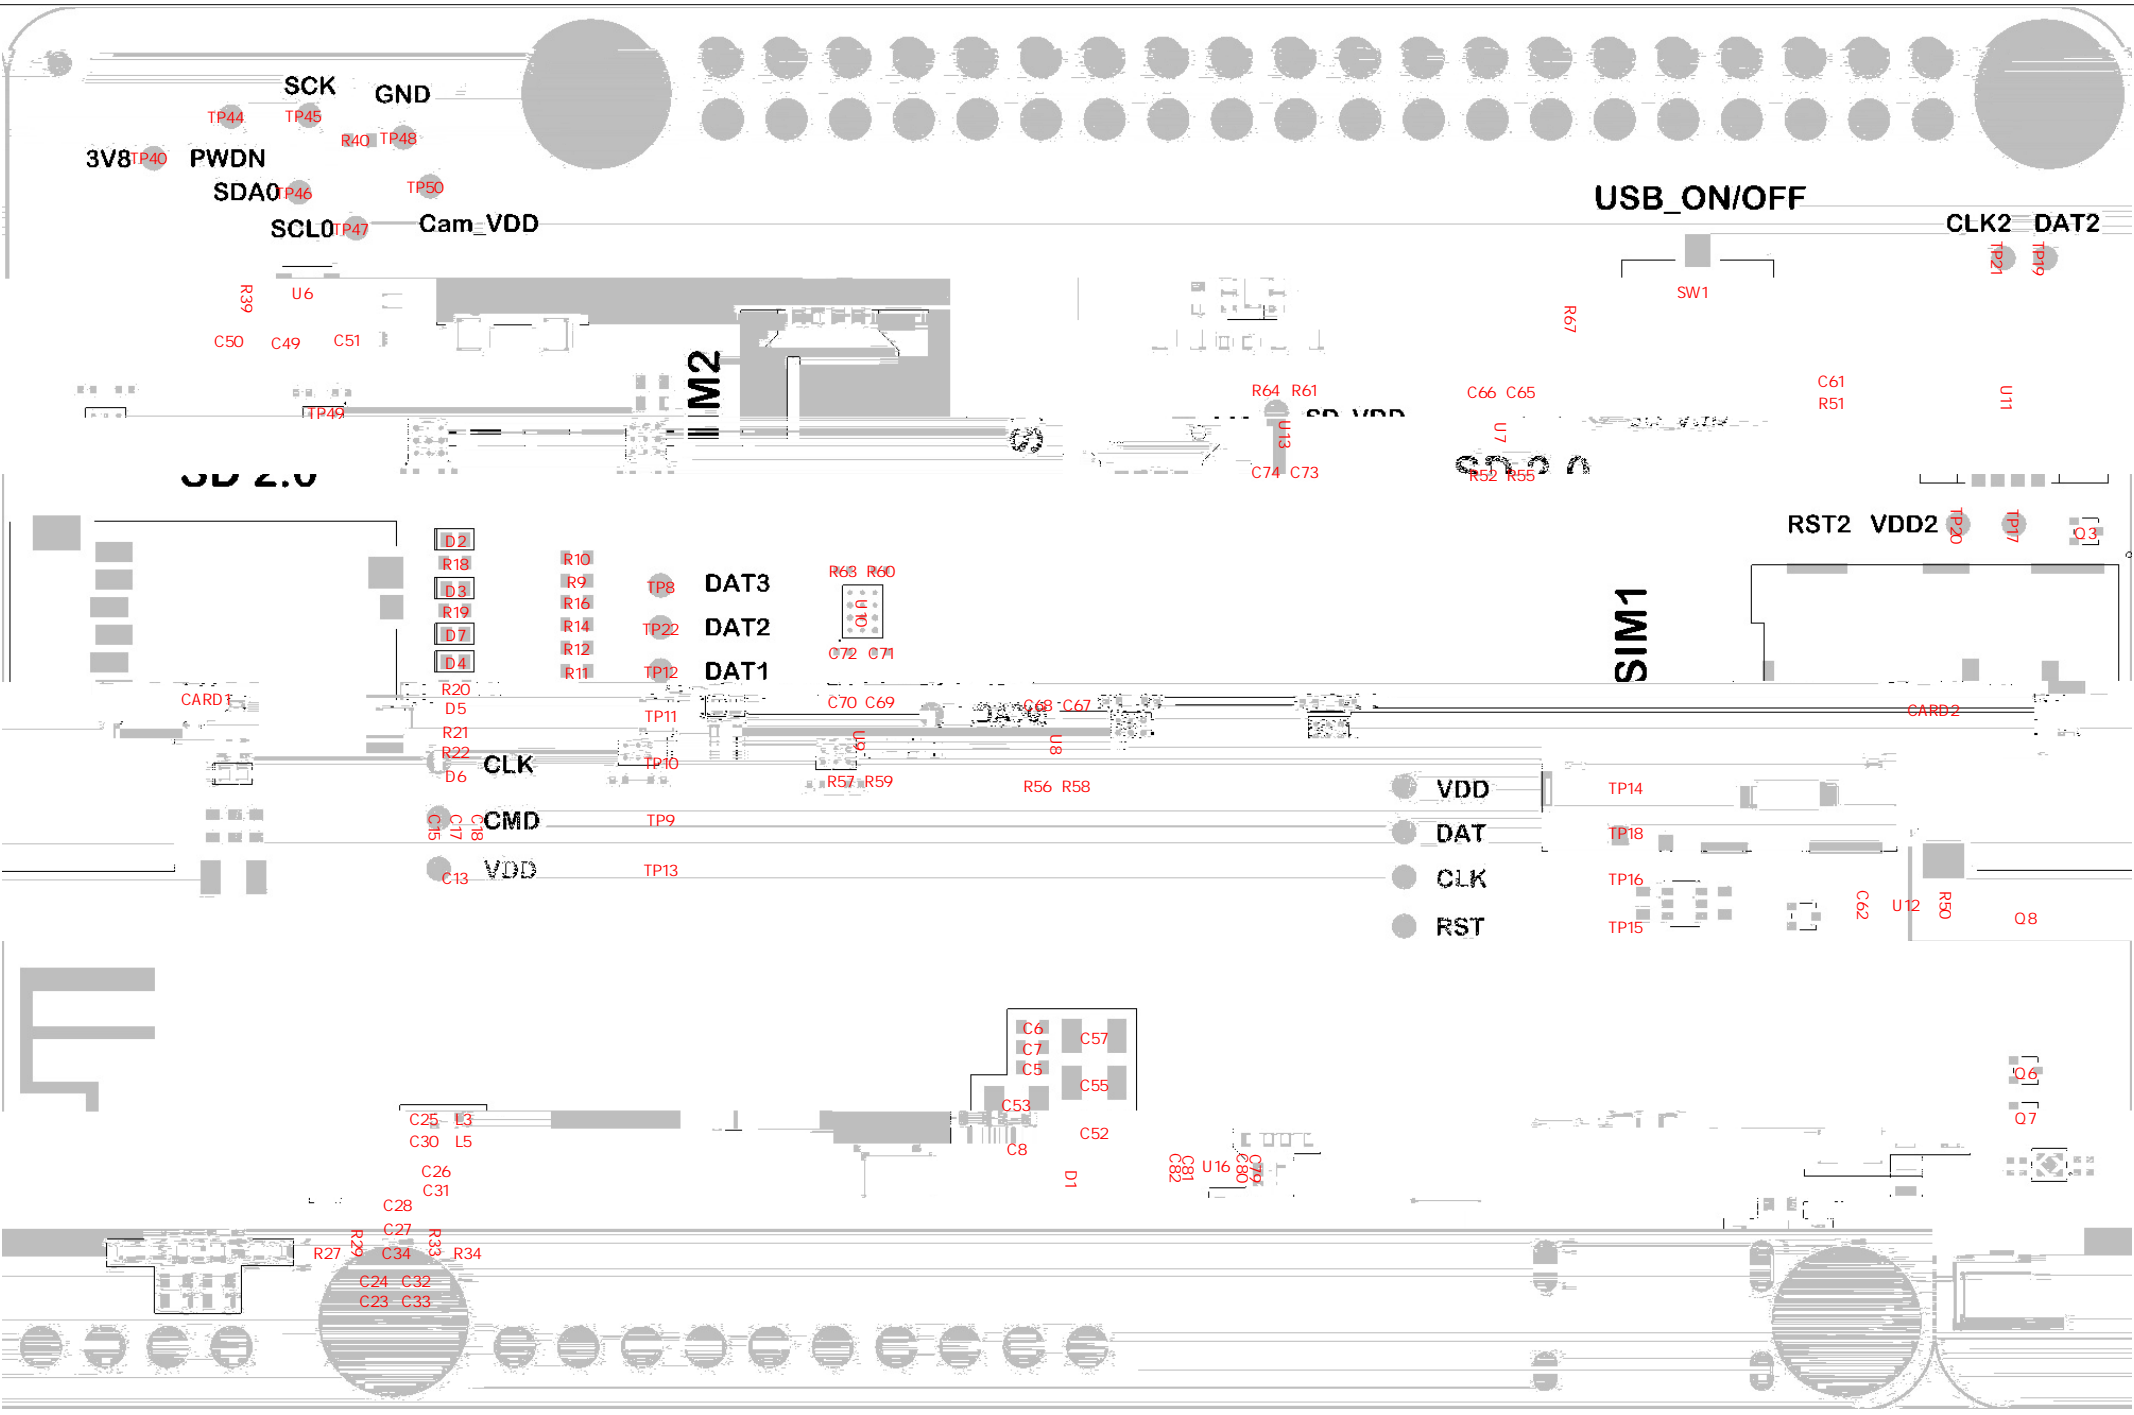 SCK
GND
TP44 TP45
R40 TP48
3V8 TP40 PWDN
SDA0 TP46 TP50
SCL0 TP47 Cam_VDD
USB_ON/OFF
CLK2 DAT2
TP21 TP19
R39 U6
SW1
R67
C50 C49 C51
C61
R51
U11
R64 R61
C66 C65
TP49
U13
U7
C74 C73
R52 R55
SD 2.0
RST2 VDD2 TP20 TP17 Q3
D2
R18
D3
R19
D7
D4
R10
R9
R16
R14
R12
R11
TP8 DAT3
TP22 DAT2
TP12 DAT1
R63 R60
U10
C72 C71
SIM1
CARD1
R20
D5
R21
R22
D6
TP11
C70 C69
C68 C67
CARD2
U9
U8
CLK
TP10
R57 R59
R56 R58
VDD TP14
C15 C17 C18 CMD TP9
DAT TP18
C13 VDD TP13
CLK TP16
C62 U12 R50 Q8
RST TP15
C6
C7
C5
C57
C55
C53
C52
C8
D1
Q6
Q7
C25 L3
C30 L5
C26
C31
C28
C27
C82 C81 U16 C80 C79
R27 R29 C34 R33 R34
C24 C32
C23 C33